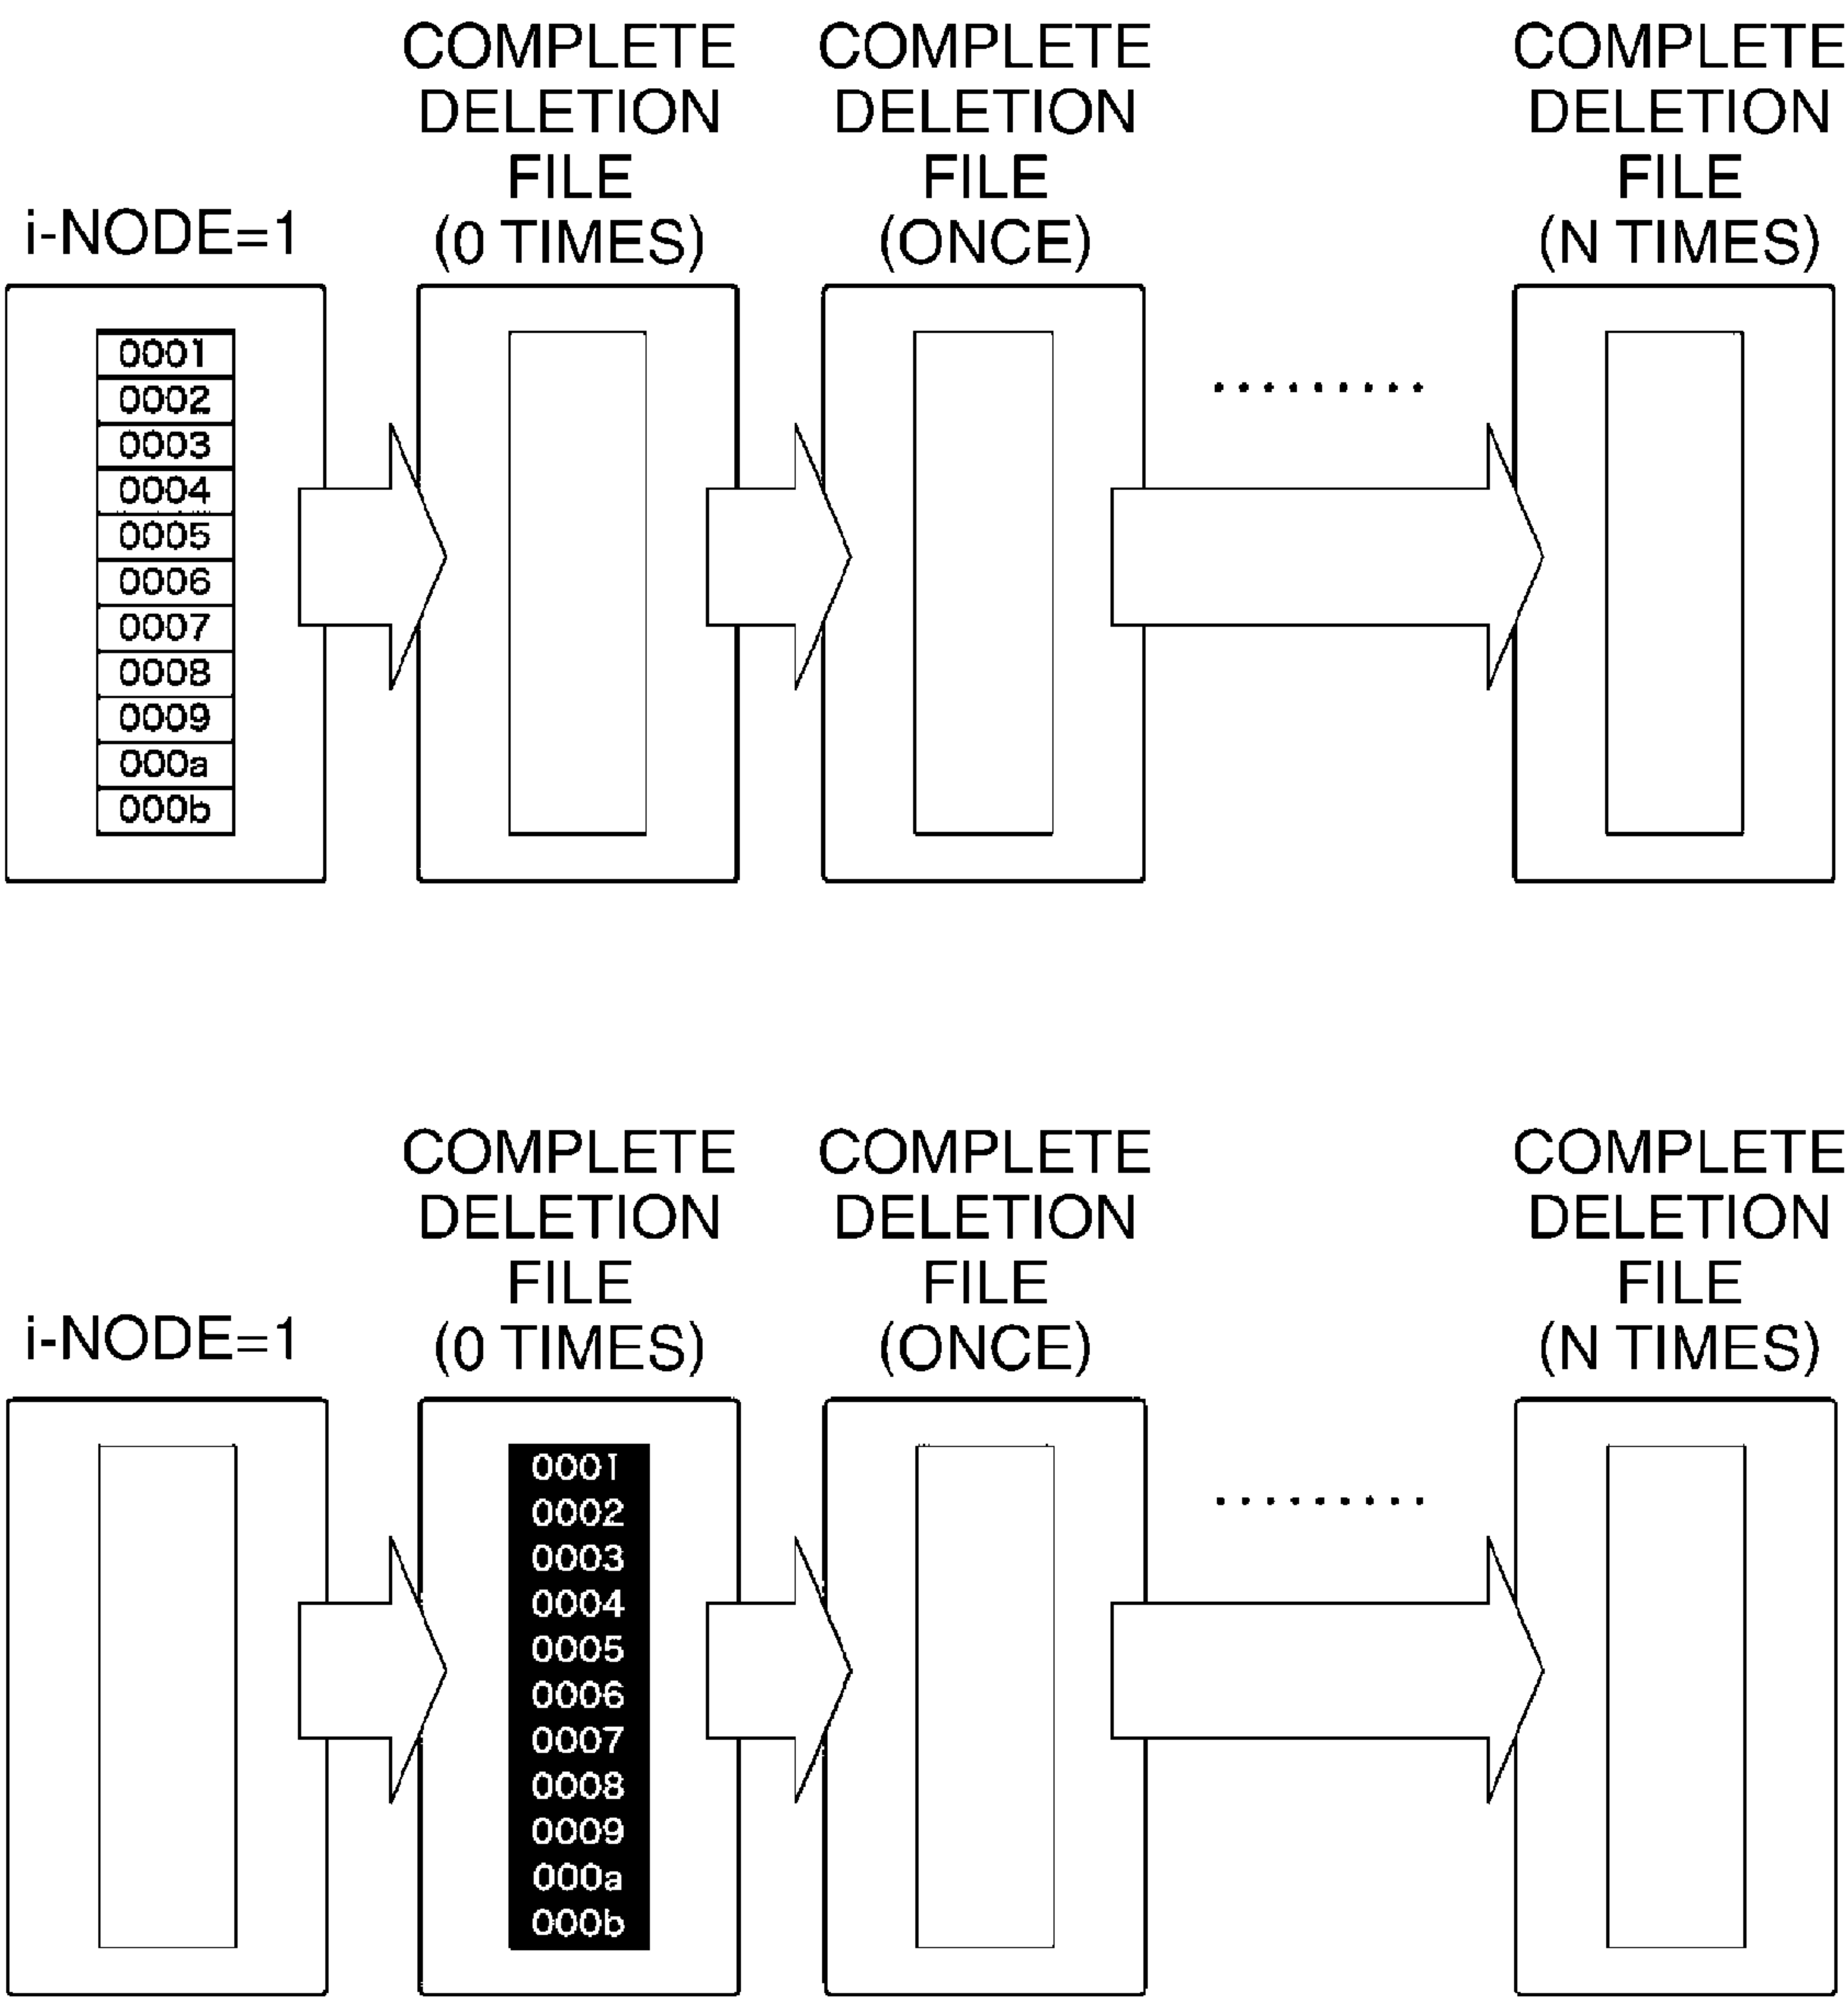 COMPLETE
DELETION
FILE
(0 TIMES)
COMPLETE
DELETION
FILE
(ONCE)
COMPLETE
DELETION
FILE
(N TIMES)
i-NODE=1
0001
0002
0003
0004
0005
0006
0007
0008
0009
000a
000b
.........
COMPLETE
DELETION
FILE
(0 TIMES)
COMPLETE
DELETION
FILE
(ONCE)
COMPLETE
DELETION
FILE
(N TIMES)
i-NODE=1
0001
0002
0003
0004
0005
0006
0007
0008
0009
000a
000b
.........